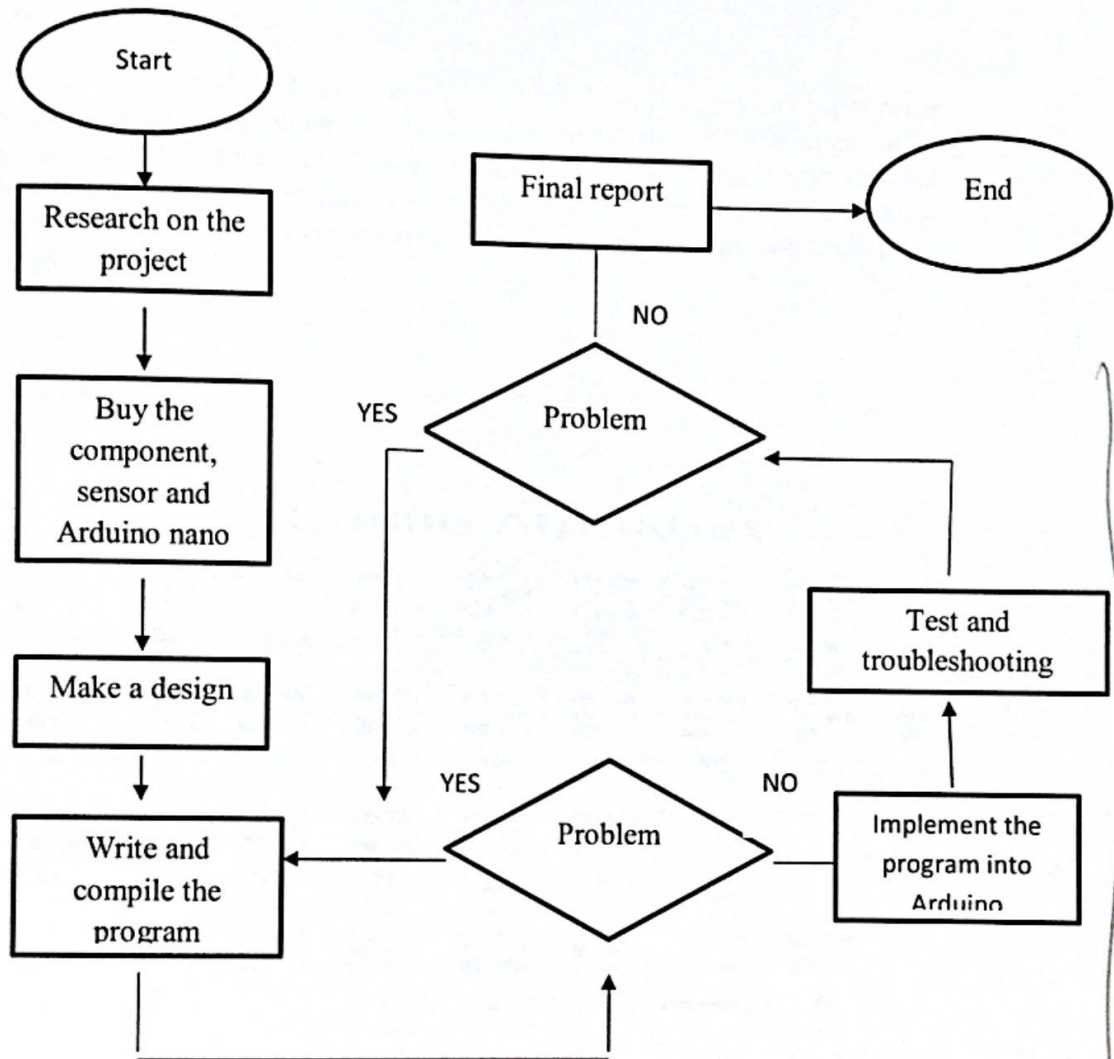 Start
Research on the
project
Buy the
component,
sensor and
Arduino nano
Make a design
Write and
compile the
program
Final report
End
NO
YES
Problem
Test and
troubleshooting
YES
NO
Problem
Implement the
program into
Arduino